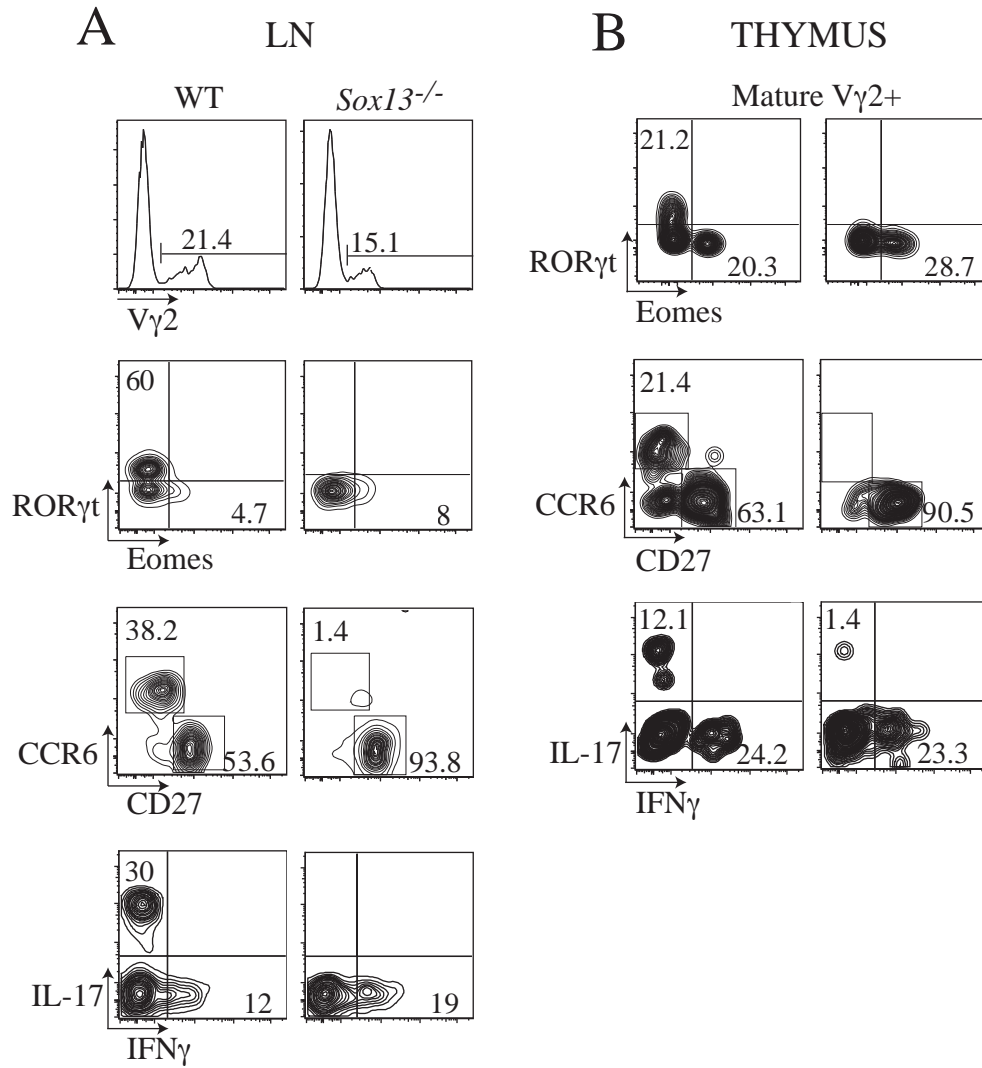 A LN
WT Sox13-/-
21.4 15.1
Vγ2
60
RORγt 4.7 8
Eomes
38.2 1.4
CCR6 53.6 93.8
CD27
30
IL-17 12 19
IFNγ
B THYMUS
Mature Vγ2+
21.2
RORγt 20.3 28.7
Eomes
21.4
CCR6 63.1 90.5
CD27
12.1 1.4
IL-17 24.2 23.3
IFNγ